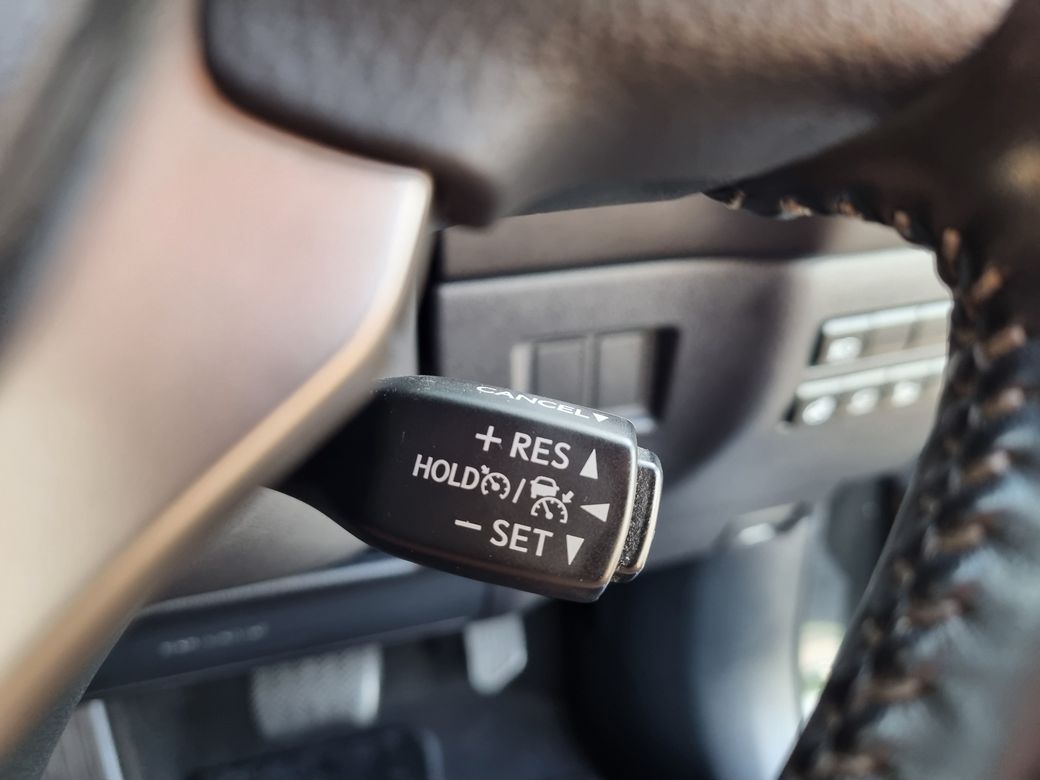 CANCEL▼
+ RES ▲
HOLD /
− SET ▼